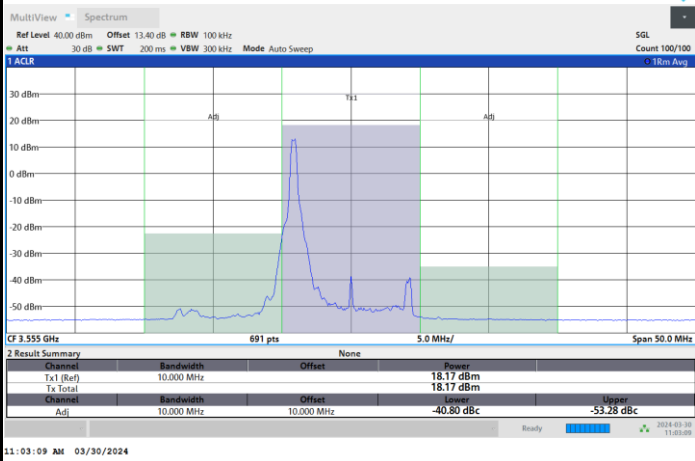 MultiView Spectrum
Ref Level 40.00 dBm Offset 13.40 dB RBW 100 kHz SGL
Att 30 dB SWT 200 ms VBW 300 kHz Mode Auto Sweep Count 100/100
1 ACLR 1Rm Avg
30 dBm
Tx1
20 dBm
Adj Adj
10 dBm
0 dBm
-10 dBm
-20 dBm
-30 dBm
-40 dBm
-50 dBm
CF 3.555 GHz 691 pts 5.0 MHz/ Span 50.0 MHz
2 Result Summary None
Channel Bandwidth Offset Power
Tx1 (Ref) 10.000 MHz 18.17 dBm
Tx Total 18.17 dBm
Channel Bandwidth Offset Lower Upper
Adj 10.000 MHz 10.000 MHz -40.80 dBc -53.28 dBc
Ready 2024-03-30
11:03:09
11:03:09 AM 03/30/2024